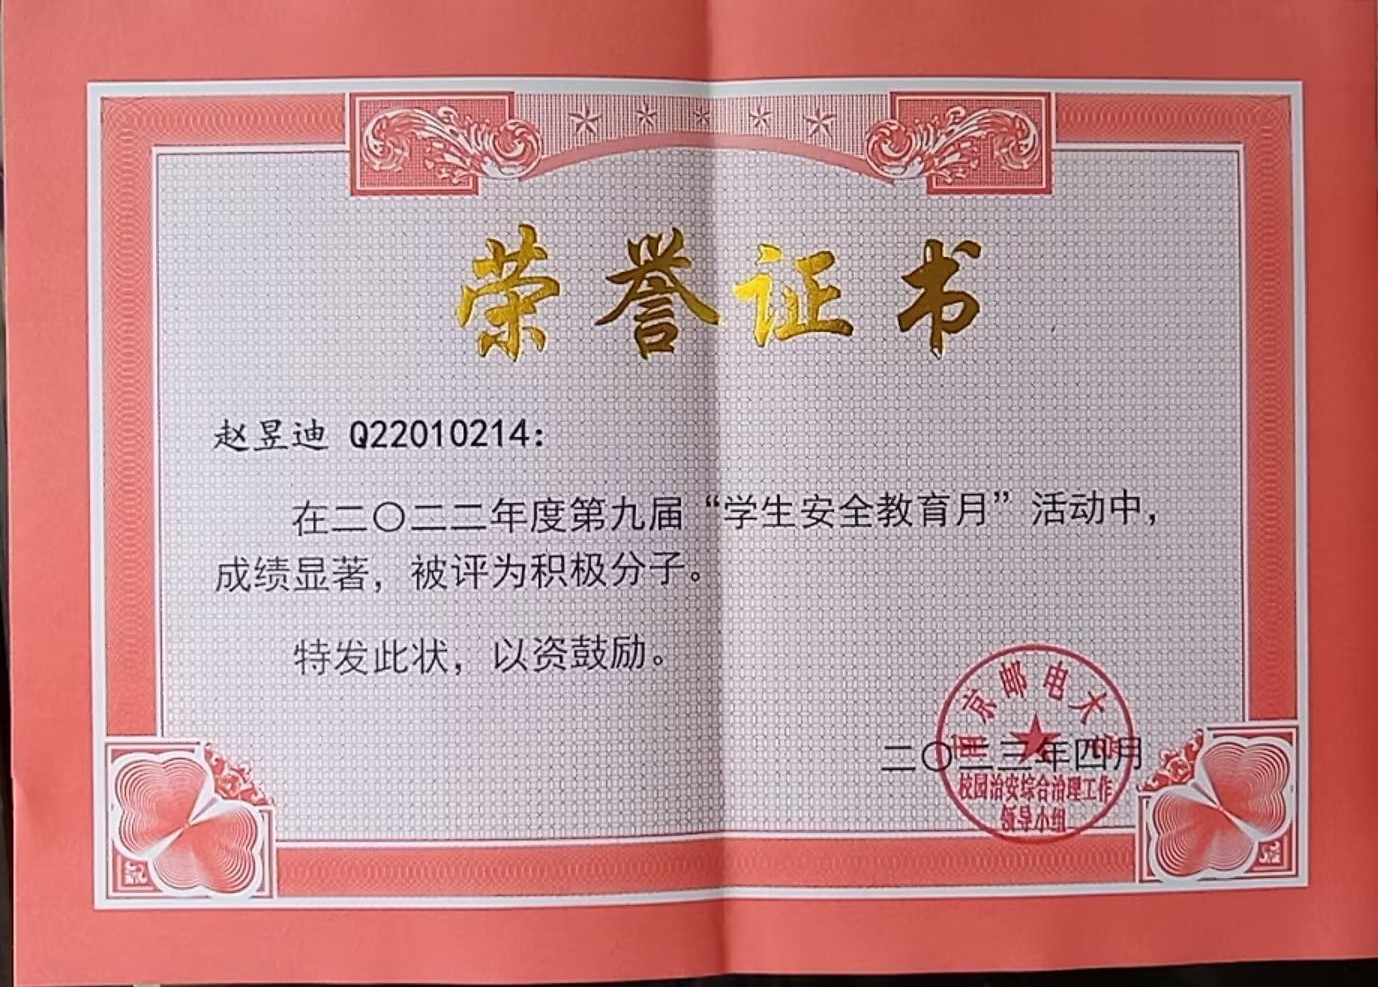 荣誉证书
赵昱迪 Q22010214：
在二〇二二年度第九届“学生安全教育月”活动中，
成绩显著，被评为积极分子。
特发此状，以资鼓励。
南京邮电大学
二〇二三年四月
校园治安综合治理工作
领导小组